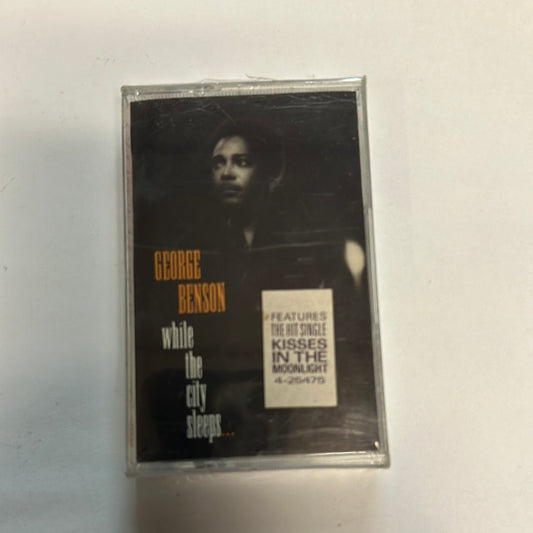 GEORGE
BENSON
while
the
city
sleeps...
FEATURES
THE HIT SINGLE
KISSES
IN THE
MOONLIGHT
4-25475